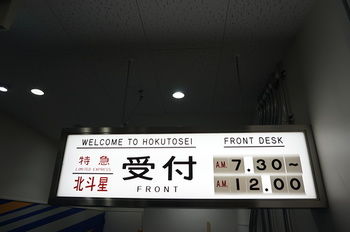 WELCOME TO HOKUTOSEI
特急
LIMITED EXPRESS
北斗星
受付
FRONT
FRONT DESK
A.M. 7.30~
A.M. 12.00